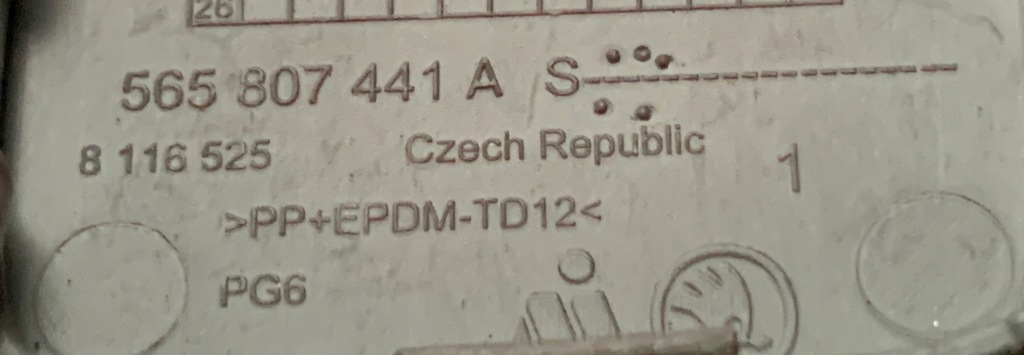 26
565 807 441 A S
8 116 525 Czech Republic 1
>PP+EPDM-TD12<
PG6